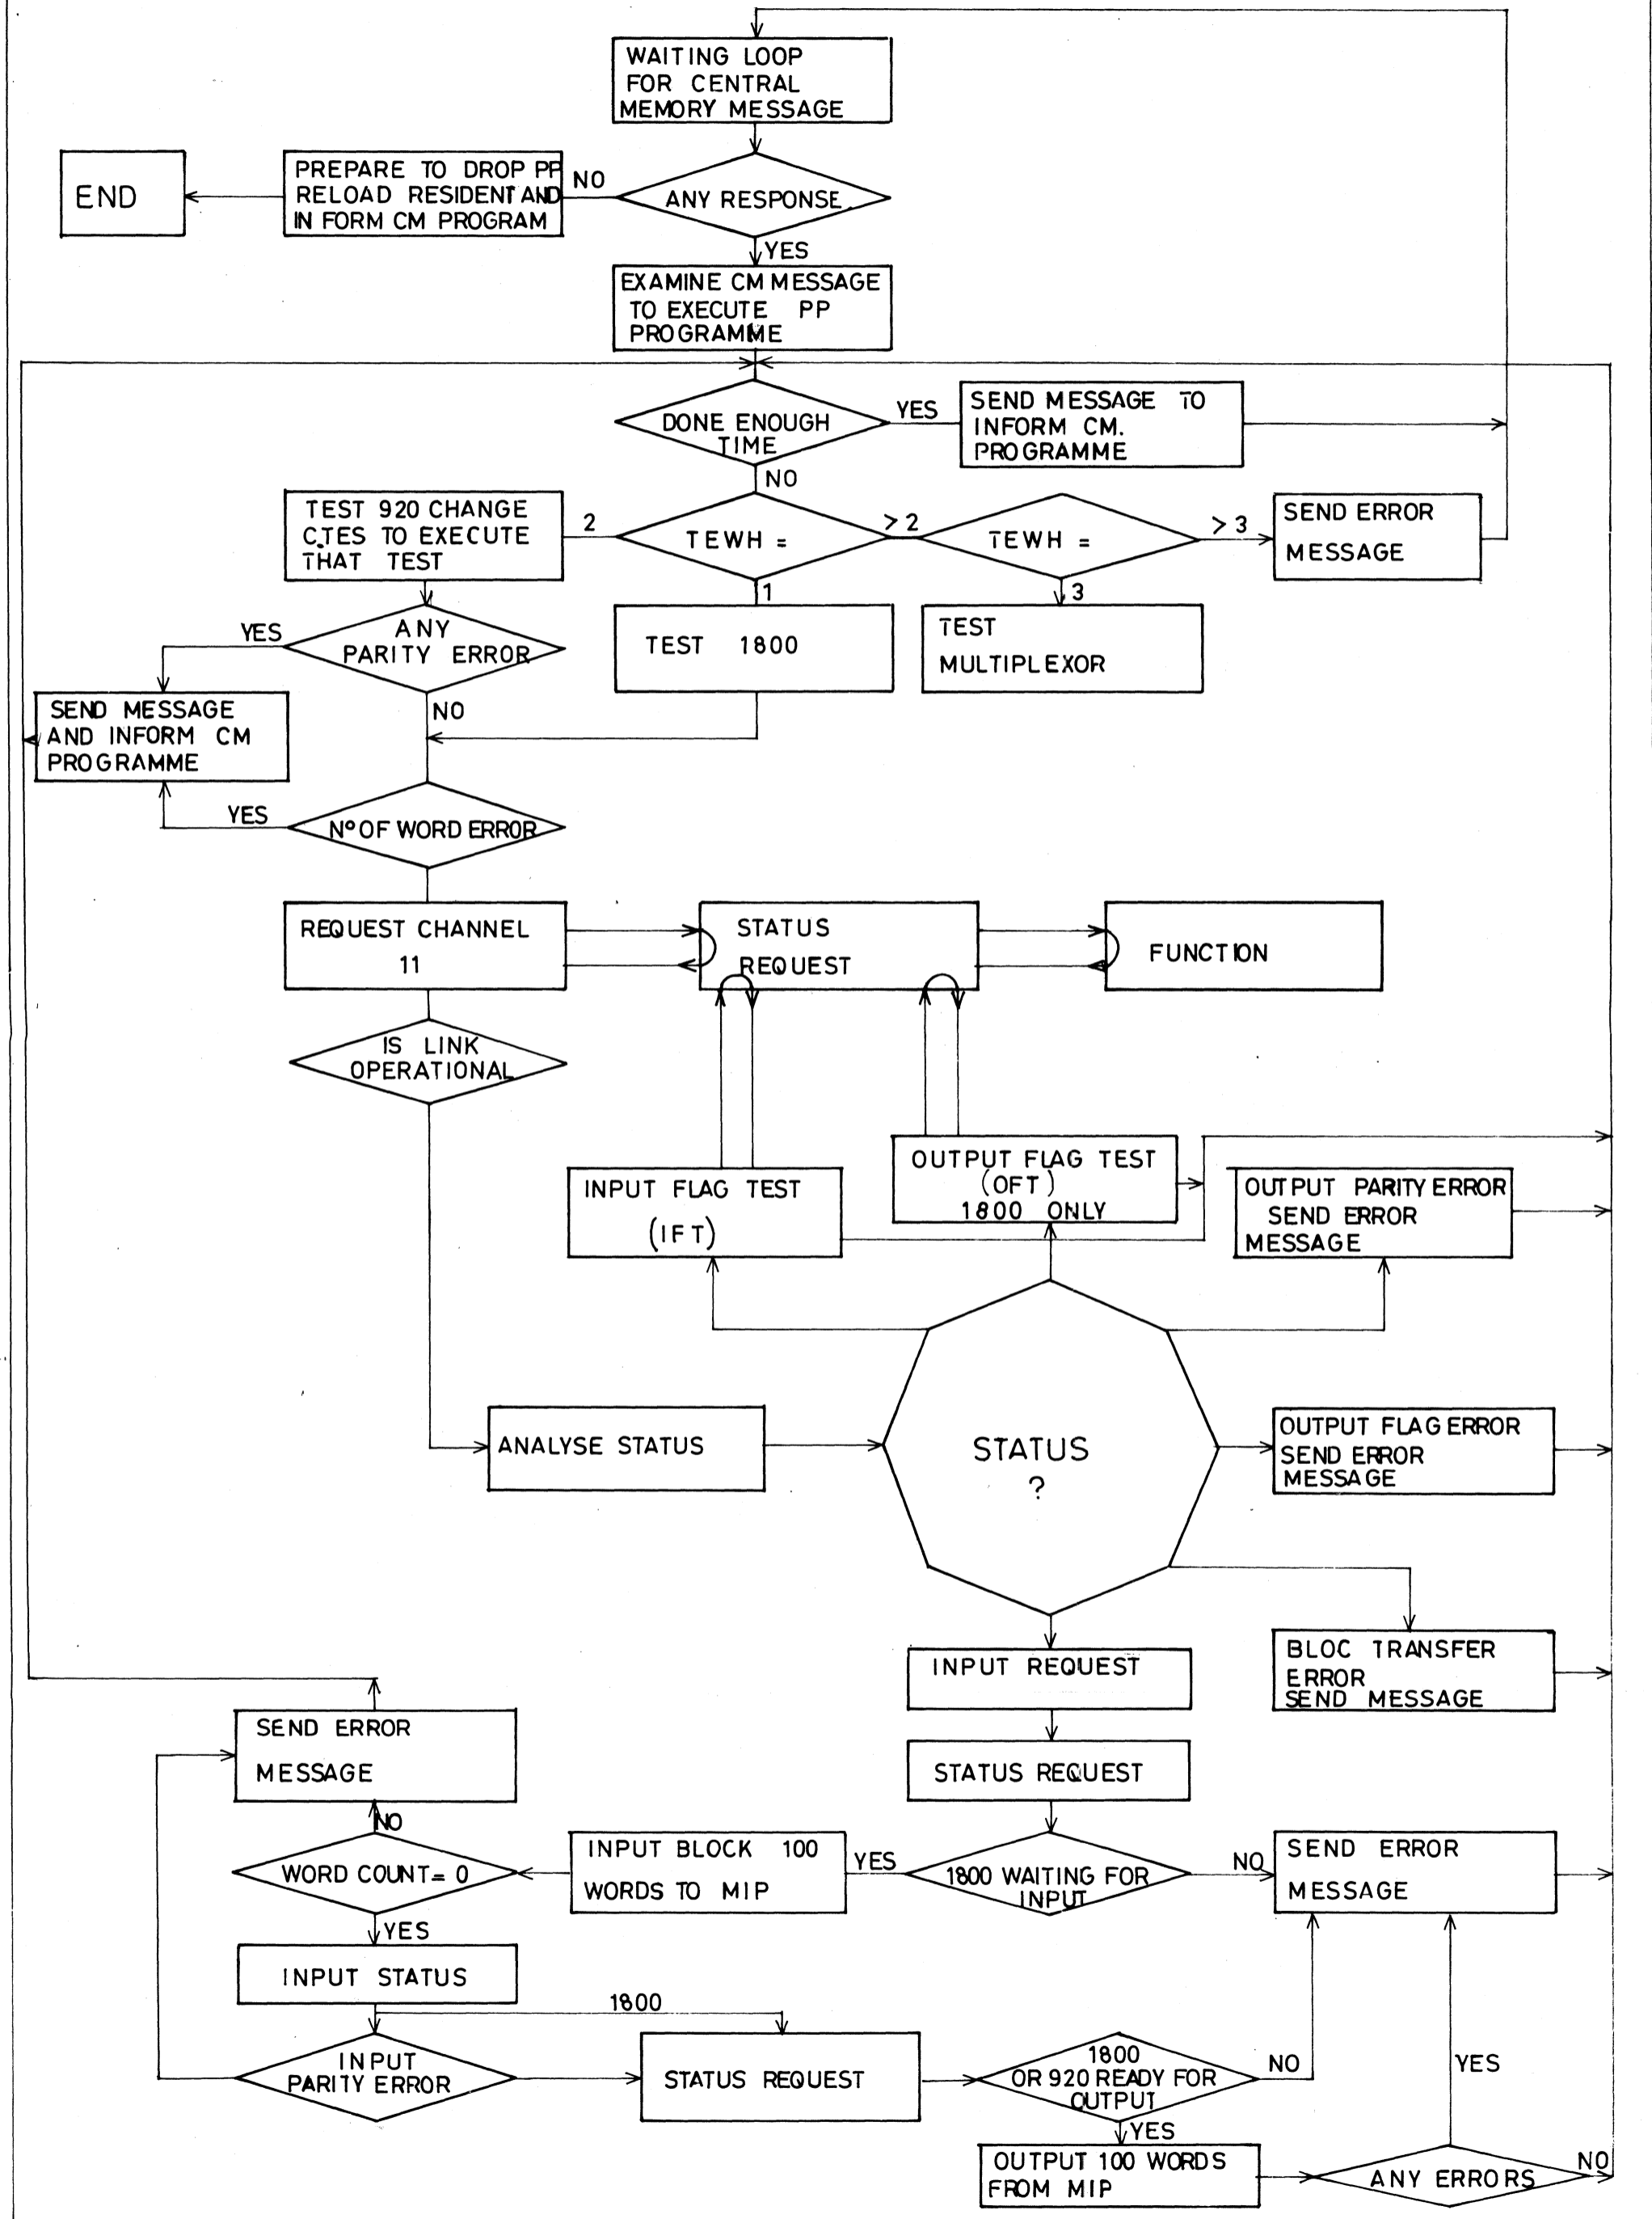 WAITING LOOP
FOR CENTRAL
MEMORY MESSAGE
END
PREPARE TO DROP PP
RELOAD RESIDENT AND
IN FORM CM PROGRAM
NO
ANY RESPONSE
YES
EXAMINE CM MESSAGE
TO EXECUTE PP
PROGRAMME
DONE ENOUGH
TIME
YES
SEND MESSAGE TO
INFORM CM.
PROGRAMME
NO
TEST 920 CHANGE
C.TES TO EXECUTE
THAT TEST
2
TEWH =
> 2
TEWH =
> 3
SEND ERROR
MESSAGE
1
3
TEST 1800
TEST
MULTIPLEXOR
YES
ANY
PARITY ERROR
NO
SEND MESSAGE
AND INFORM CM
PROGRAMME
YES
Nº OF WORD ERROR
REQUEST CHANNEL
11
STATUS
REQUEST
FUNCTION
IS LINK
OPERATIONAL
INPUT FLAG TEST
(IFT)
OUTPUT FLAG TEST
(OFT)
1800 ONLY
OUTPUT PARITY ERROR
SEND ERROR
MESSAGE
ANALYSE STATUS
STATUS
?
OUTPUT FLAG ERROR
SEND ERROR
MESSAGE
INPUT REQUEST
BLOC TRANSFER
ERROR
SEND MESSAGE
SEND ERROR
MESSAGE
STATUS REQUEST
NO
WORD COUNT = 0
INPUT BLOCK 100
WORDS TO MIP
YES
1800 WAITING FOR
INPUT
NO
SEND ERROR
MESSAGE
YES
INPUT STATUS
1800
INPUT
PARITY ERROR
STATUS REQUEST
1800
OR 920 READY FOR
OUTPUT
NO
YES
YES
OUTPUT 100 WORDS
FROM MIP
ANY ERRORS
NO